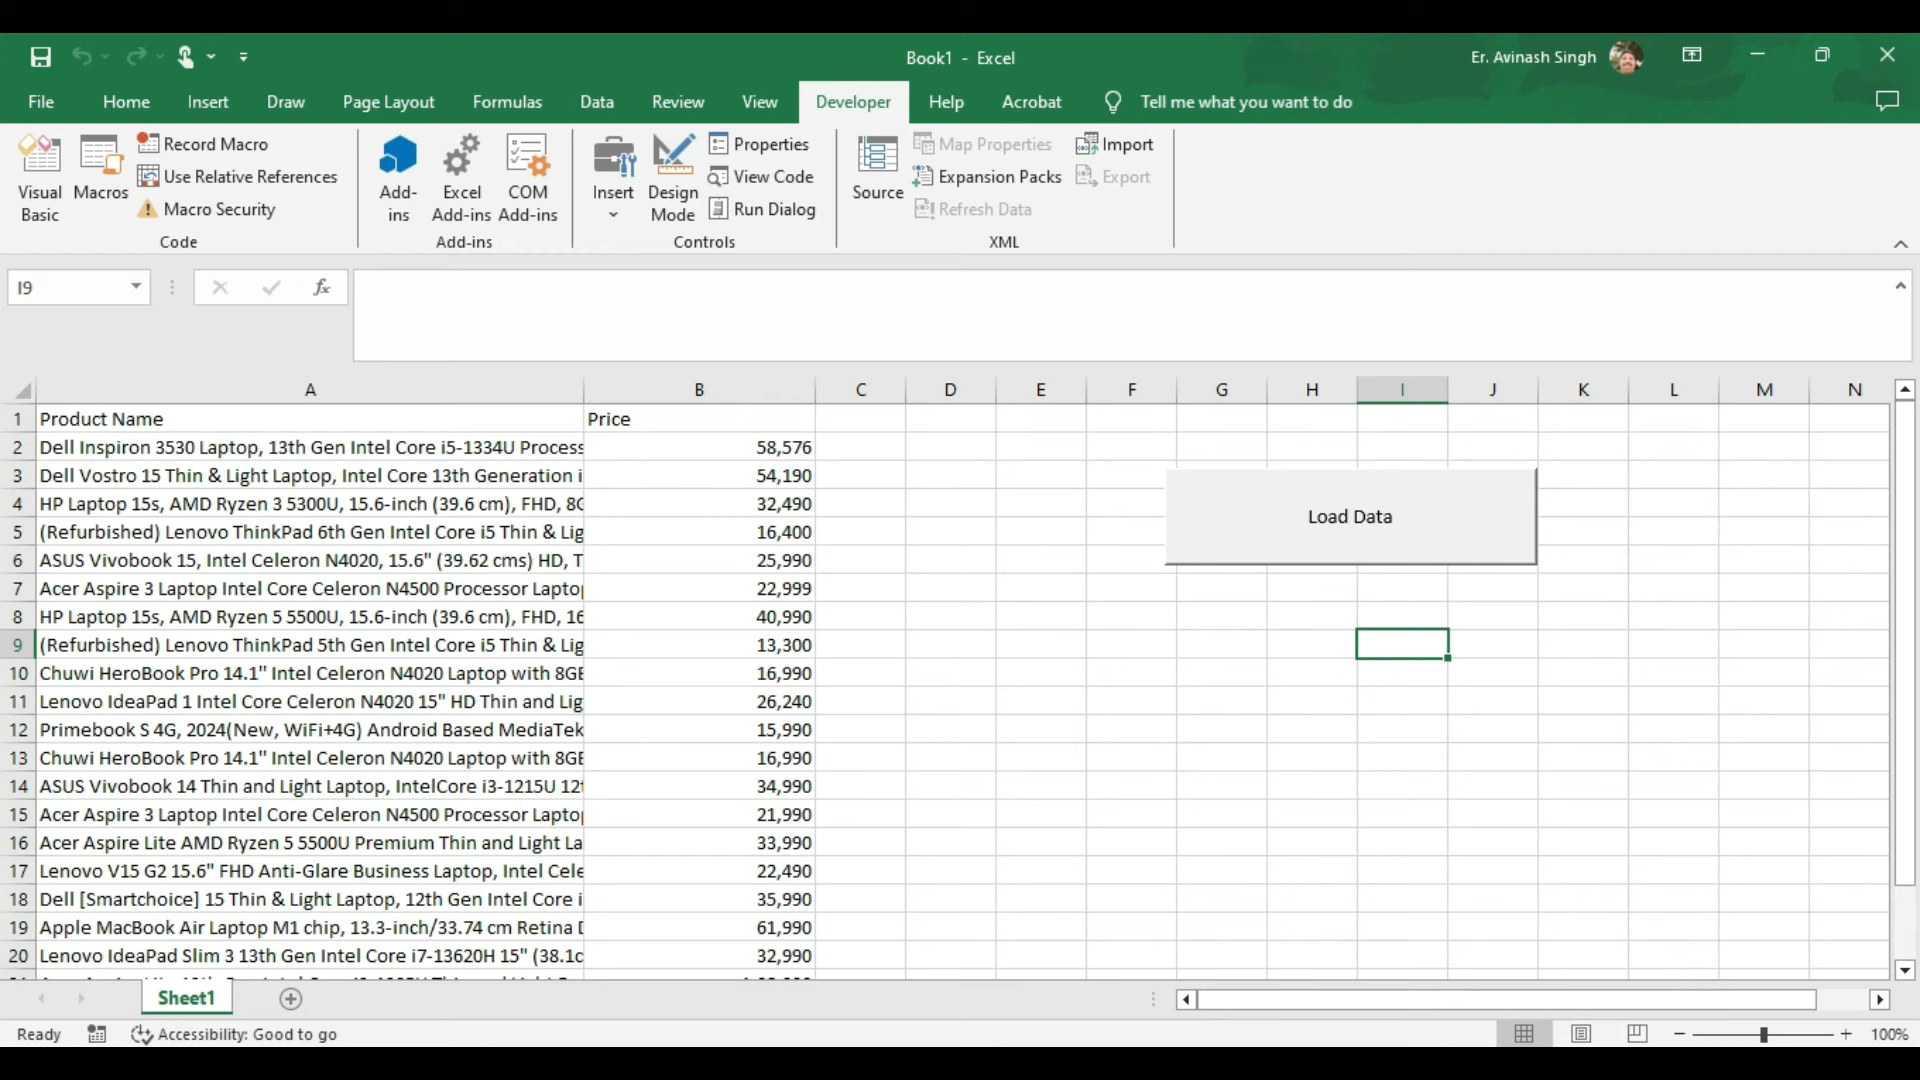 Book1 - Excel
Er. Avinash Singh
File Home Insert Draw Page Layout Formulas Data Review View Developer Help Acrobat Tell me what you want to do
Visual Basic
Macros
Record Macro
Use Relative References
Macro Security
Code
Add-ins
Excel Add-ins
COM Add-ins
Add-ins
Insert
Design Mode
Properties
View Code
Run Dialog
Controls
Source
Map Properties
Expansion Packs
Refresh Data
Import
Export
XML
I9
fx
A B C D E F G H I J K L M N
1 Product Name Price
2 Dell Inspiron 3530 Laptop, 13th Gen Intel Core i5-1334U Process 58,576
3 Dell Vostro 15 Thin & Light Laptop, Intel Core 13th Generation i 54,190
4 HP Laptop 15s, AMD Ryzen 3 5300U, 15.6-inch (39.6 cm), FHD, 8G 32,490
5 (Refurbished) Lenovo ThinkPad 6th Gen Intel Core i5 Thin & Lig 16,400
Load Data
6 ASUS Vivobook 15, Intel Celeron N4020, 15.6" (39.62 cms) HD, T 25,990
7 Acer Aspire 3 Laptop Intel Core Celeron N4500 Processor Laptop 22,999
8 HP Laptop 15s, AMD Ryzen 5 5500U, 15.6-inch (39.6 cm), FHD, 16 40,990
9 (Refurbished) Lenovo ThinkPad 5th Gen Intel Core i5 Thin & Lig 13,300
10 Chuwi HeroBook Pro 14.1" Intel Celeron N4020 Laptop with 8GB 16,990
11 Lenovo IdeaPad 1 Intel Core Celeron N4020 15" HD Thin and Lig 26,240
12 Primebook S 4G, 2024(New, WiFi+4G) Android Based MediaTek 15,990
13 Chuwi HeroBook Pro 14.1" Intel Celeron N4020 Laptop with 8GB 16,990
14 ASUS Vivobook 14 Thin and Light Laptop, IntelCore i3-1215U 12t 34,990
15 Acer Aspire 3 Laptop Intel Core Celeron N4500 Processor Laptop 21,990
16 Acer Aspire Lite AMD Ryzen 5 5500U Premium Thin and Light La 33,990
17 Lenovo V15 G2 15.6" FHD Anti-Glare Business Laptop, Intel Cele 22,490
18 Dell [Smartchoice] 15 Thin & Light Laptop, 12th Gen Intel Core i 35,990
19 Apple MacBook Air Laptop M1 chip, 13.3-inch/33.74 cm Retina D 61,990
20 Lenovo IdeaPad Slim 3 13th Gen Intel Core i7-13620H 15" (38.1c 32,990
Sheet1
Ready Accessibility: Good to go 100%